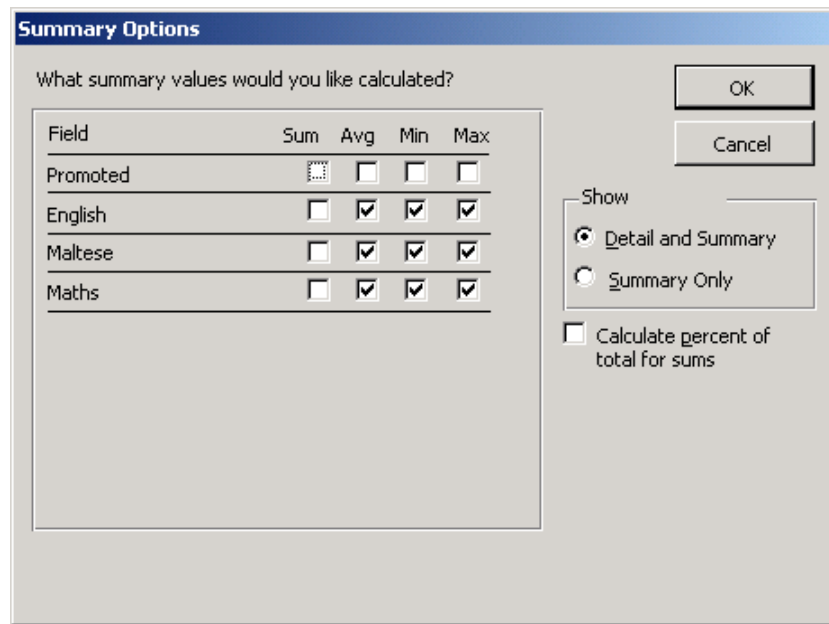 Summary Options
What summary values would you like calculated?
OK
Cancel
Field Sum Avg Min Max
Promoted
English
Maltese
Maths
Show
Detail and Summary
Summary Only
Calculate percent of
total for sums